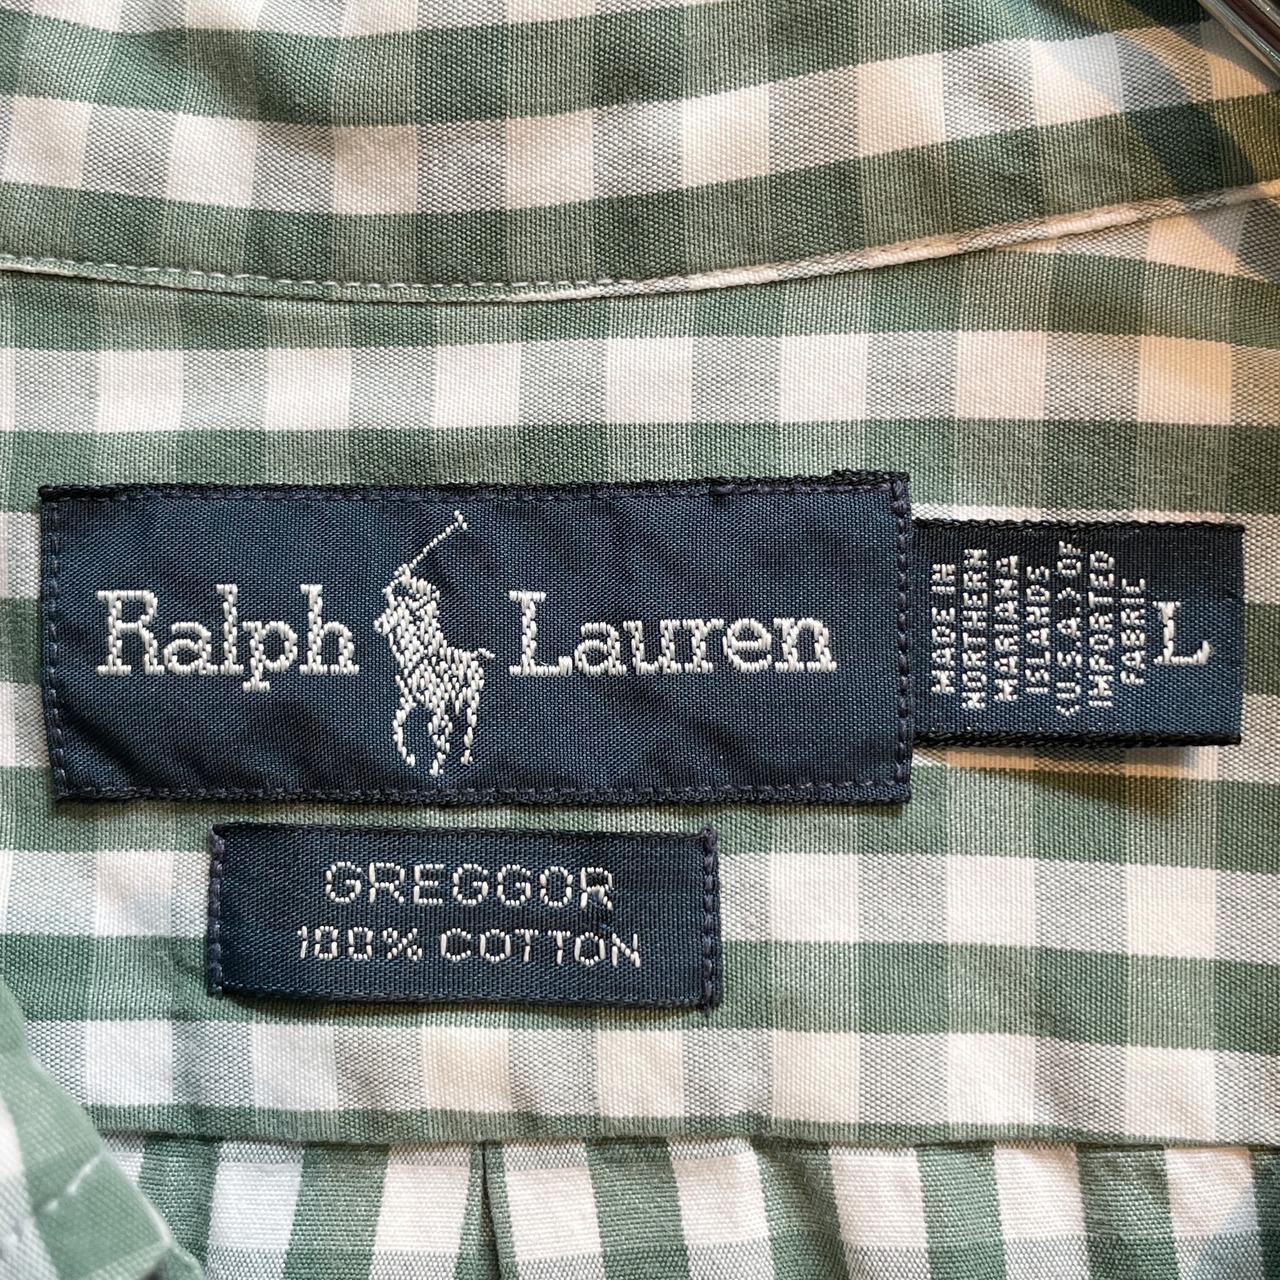 Ralph Lauren
MADE IN
NORTHERN
MARIANA
ISLANDS
(U.S.A.) OF
IMPORTED
FABRIC
L
GREGGOR
100% COTTON